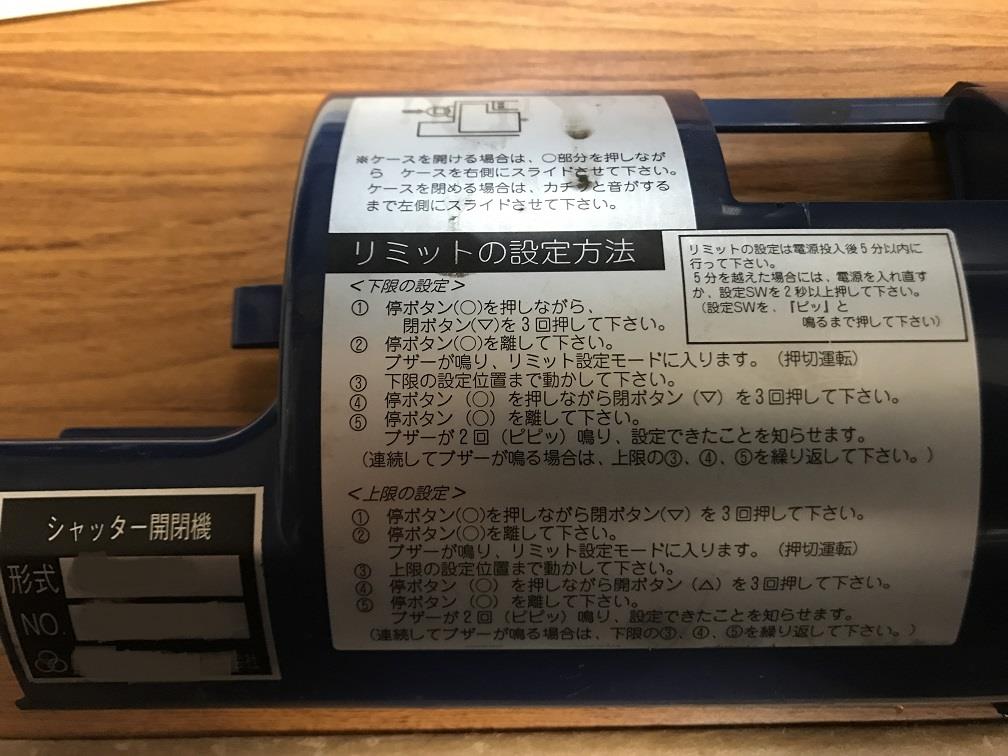 ※ケースを開ける場合は、○部分を押しなが
ら ケースを右側にスライドさせて下さい。
ケースを閉める場合は、カチッと音がする
まで左側にスライドさせて下さい。
リミットの設定方法
リミットの設定は電源投入後5分以内に
行って下さい。
5分を越えた場合には、電源を入れ直す
か、設定SWを2秒以上押して下さい。
(設定SWを、『ピッ』と
鳴るまで押して下さい)
<下限の設定>
① 停ボタン(○)を押しながら、
閉ボタン(▽)を3回押して下さい。
② 停ボタン(○)を離して下さい。
ブザーが鳴り、リミット設定モードに入ります。(押切運転)
③ 下限の設定位置まで動かして下さい。
④ 停ボタン(○)を押しながら閉ボタン(▽)を3回押して下さい。
⑤ 停ボタン(○)を離して下さい。
ブザーが2回(ピピッ)鳴り、設定できたことを知らせます。
(連続してブザーが鳴る場合は、上限の③、④、⑤を繰り返して下さい。)
<上限の設定>
① 停ボタン(○)を押しながら閉ボタン(▽)を3回押して下さい。
② 停ボタン(○)を離して下さい。
ブザーが鳴り、リミット設定モードに入ります。(押切運転)
③ 上限の設定位置まで動かして下さい。
④ 停ボタン(○)を押しながら開ボタン(△)を3回押して下さい。
⑤ 停ボタン(○)を離して下さい。
ブザーが2回(ピピッ)鳴り、設定できたことを知らせます。
(連続してブザーが鳴る場合は、下限の③、④、⑤を繰り返して下さい。)
シャッター開閉機
形式
NO.